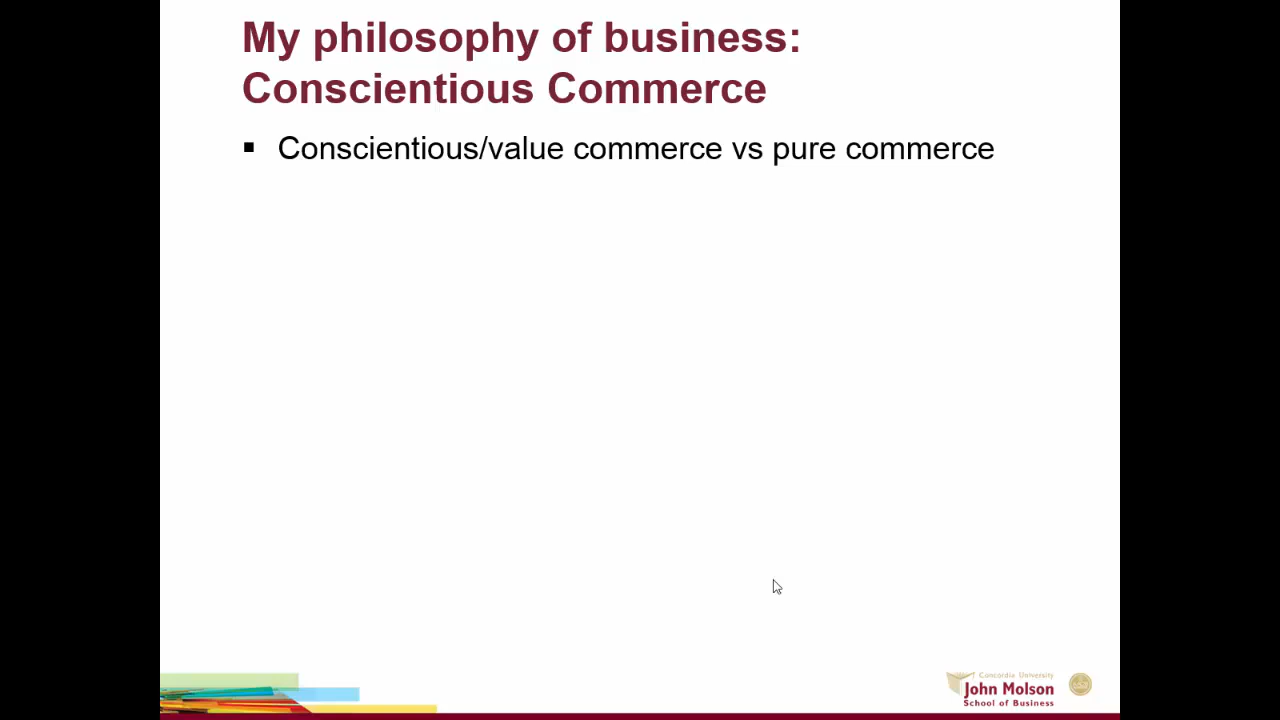 My philosophy of business:
Conscientious Commerce
▪ Conscientious/value commerce vs pure commerce
Concordia University
John Molson
School of Business